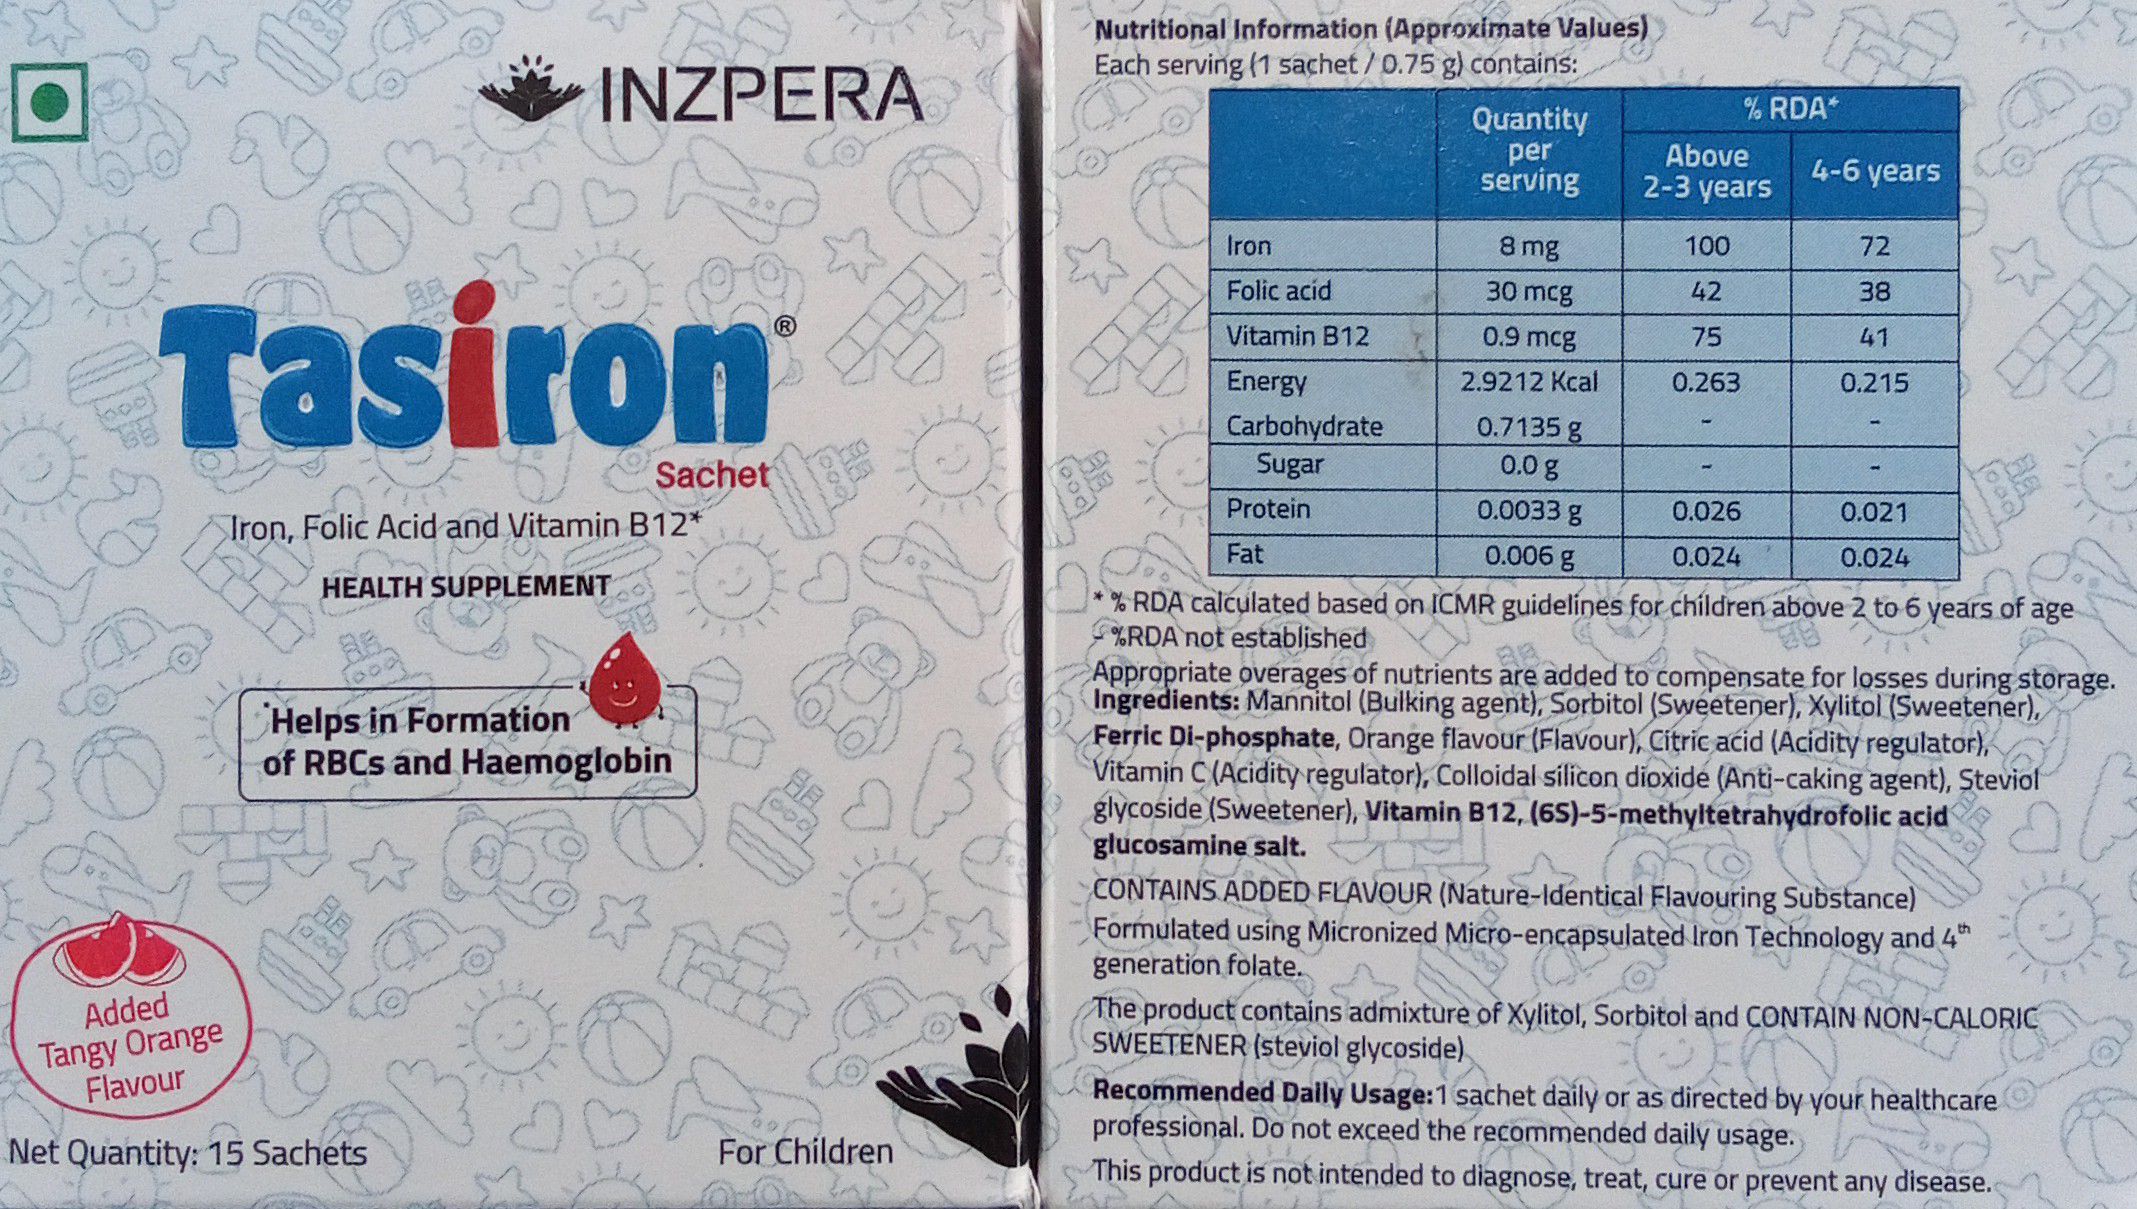 INZPERA
Tasiron®
Sachet
Iron, Folic Acid and Vitamin B12*
HEALTH SUPPLEMENT
*Helps in Formation
of RBCs and Haemoglobin
Added
Tangy Orange
Flavour
Net Quantity: 15 Sachets
For Children
Nutritional Information (Approximate Values)
Each serving (1 sachet / 0.75 g) contains:
Quantity per serving % RDA*
Above 2-3 years 4-6 years
Iron 8 mg 100 72
Folic acid 30 mcg 42 38
Vitamin B12 0.9 mcg 75 41
Energy 2.9212 Kcal 0.263 0.215
Carbohydrate 0.7135 g - -
Sugar 0.0 g - -
Protein 0.0033 g 0.026 0.021
Fat 0.006 g 0.024 0.024
* % RDA calculated based on ICMR guidelines for children above 2 to 6 years of age
- %RDA not established
Appropriate overages of nutrients are added to compensate for losses during storage.
Ingredients: Mannitol (Bulking agent), Sorbitol (Sweetener), Xylitol (Sweetener),
Ferric Di-phosphate, Orange flavour (Flavour), Citric acid (Acidity regulator),
Vitamin C (Acidity regulator), Colloidal silicon dioxide (Anti-caking agent), Steviol
glycoside (Sweetener), Vitamin B12, (6S)-5-methyltetrahydrofolic acid
glucosamine salt.
CONTAINS ADDED FLAVOUR (Nature-Identical Flavouring Substance)
Formulated using Micronized Micro-encapsulated Iron Technology and 4th
generation folate.
The product contains admixture of Xylitol, Sorbitol and CONTAIN NON-CALORIC
SWEETENER (steviol glycoside)
Recommended Daily Usage:1 sachet daily or as directed by your healthcare
professional. Do not exceed the recommended daily usage.
This product is not intended to diagnose, treat, cure or prevent any disease.